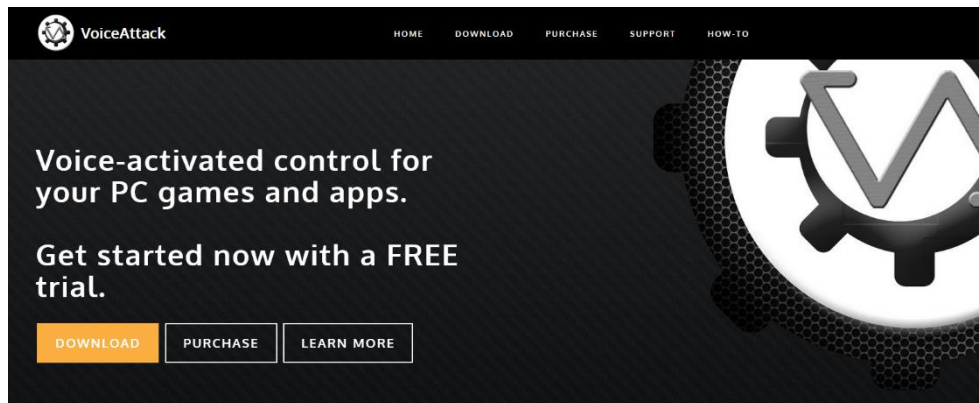 VoiceAttack
HOME DOWNLOAD PURCHASE SUPPORT HOW-TO
Voice-activated control for
your PC games and apps.
Get started now with a FREE
trial.
DOWNLOAD PURCHASE LEARN MORE